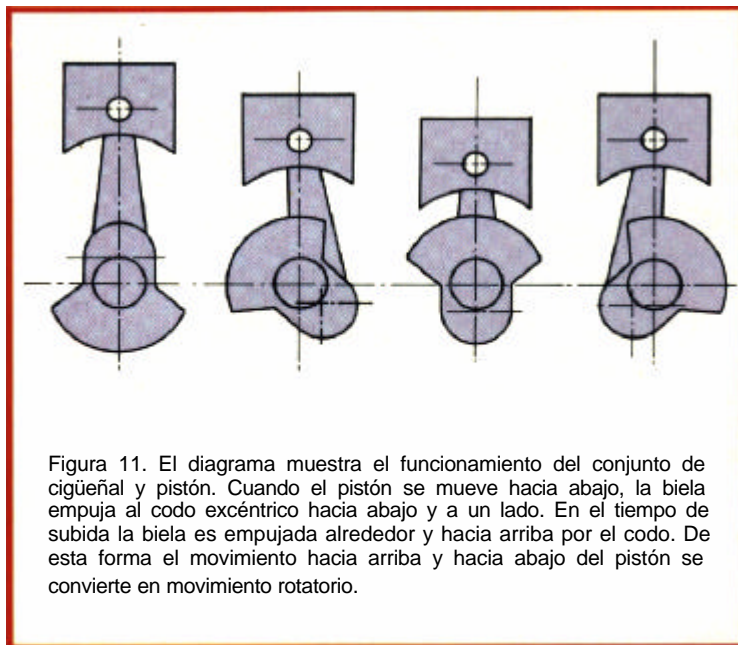 Figura 11. El diagrama muestra el funcionamiento del conjunto de
cigüeñal y pistón. Cuando el pistón se mueve hacia abajo, la biela
empuja al codo excéntrico hacia abajo y a un lado. En el tiempo de
subida la biela es empujada alrededor y hacia arriba por el codo. De
esta forma el movimiento hacia arriba y hacia abajo del pistón se
convierte en movimiento rotatorio.